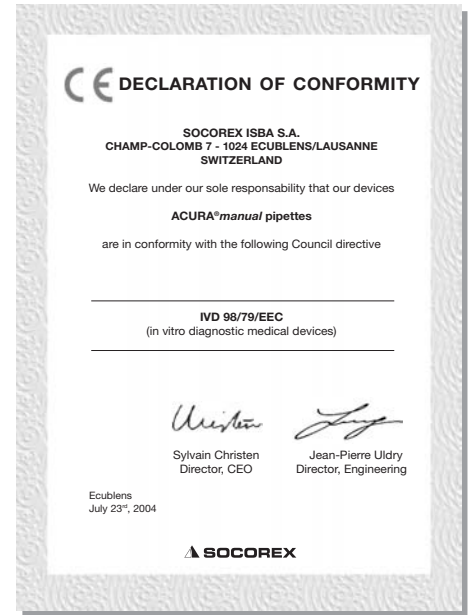 CE DECLARATION OF CONFORMITY
SOCOREX ISBA S.A.
CHAMP-COLOMB 7 - 1024 ECUBLENS/LAUSANNE
SWITZERLAND
We declare under our sole responsability that our devices
ACURA®manual pipettes
are in conformity with the following Council directive
IVD 98/79/EEC
(in vitro diagnostic medical devices)
Sylvain Christen
Director, CEO
Jean-Pierre Uldry
Director, Engineering
Ecublens
July 23rd, 2004
SOCOREX